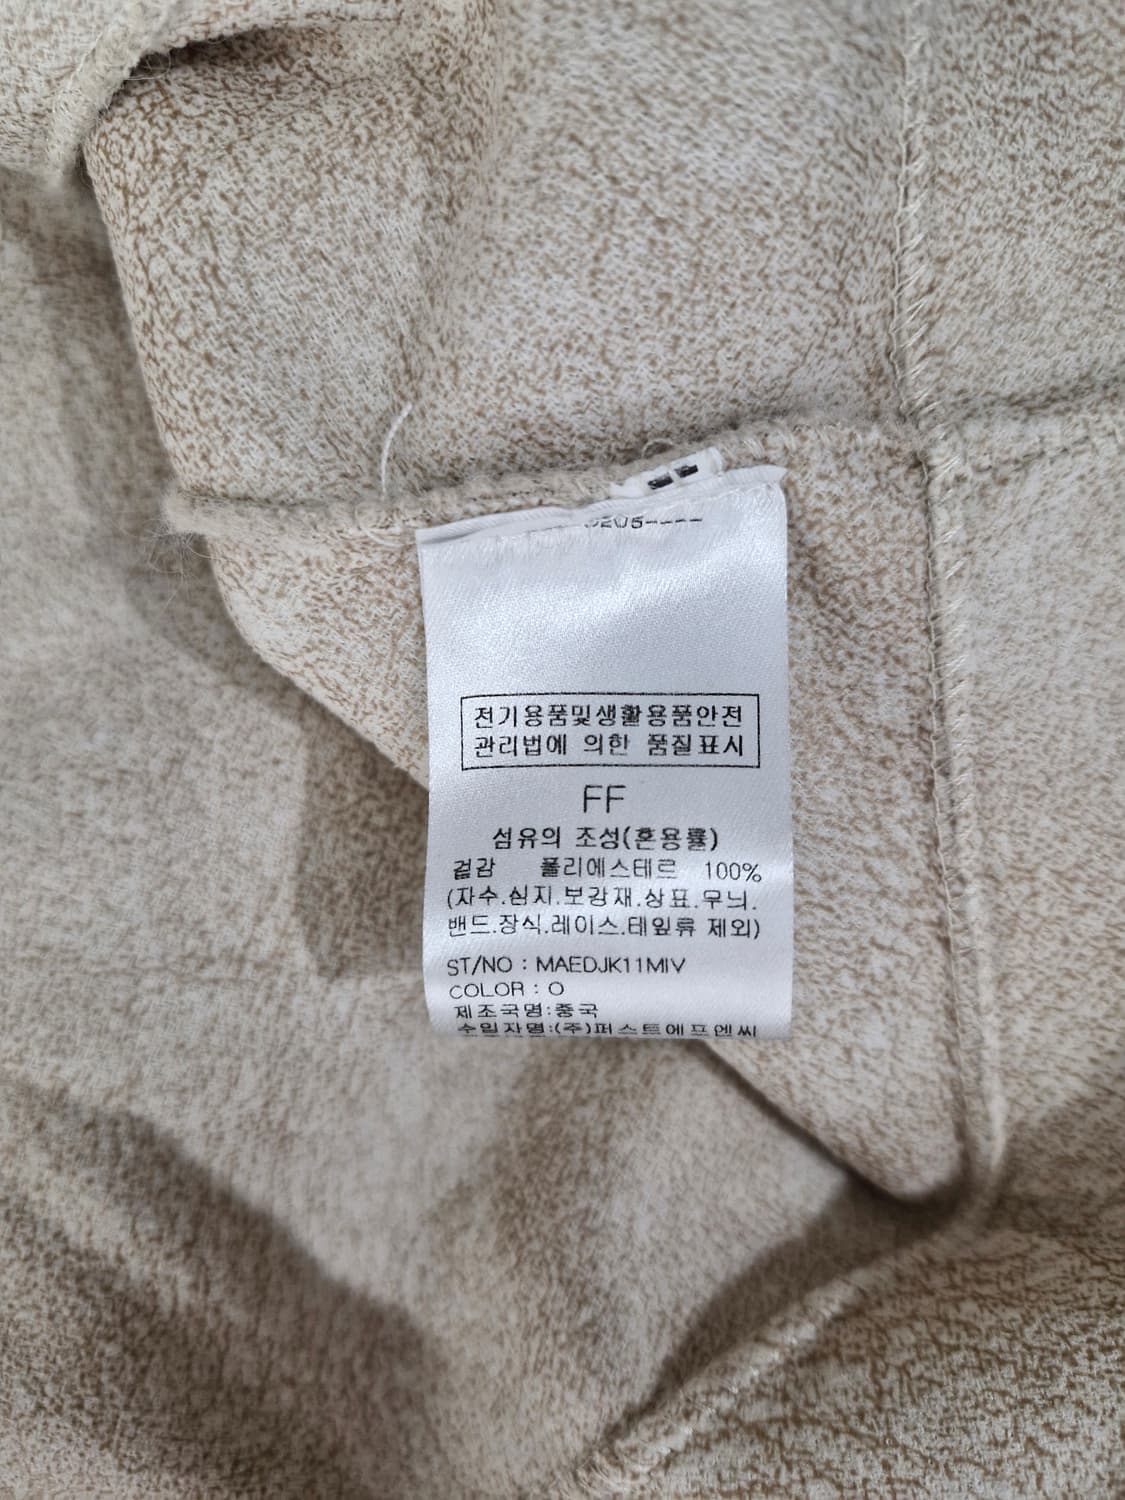 전기용품및생활용품안전
관리법에 의한 품질표시
FF
섬유의 조성(혼용률)
겉감 폴리에스테르 100%
(자수.심지.보강재.상표.무늬.
밴드.장식.레이스.테잎류 제외)
ST/NO : MAEDJK11MIV
COLOR : O
제조국명:중국
수입자명:(주)퍼스트에프엔씨